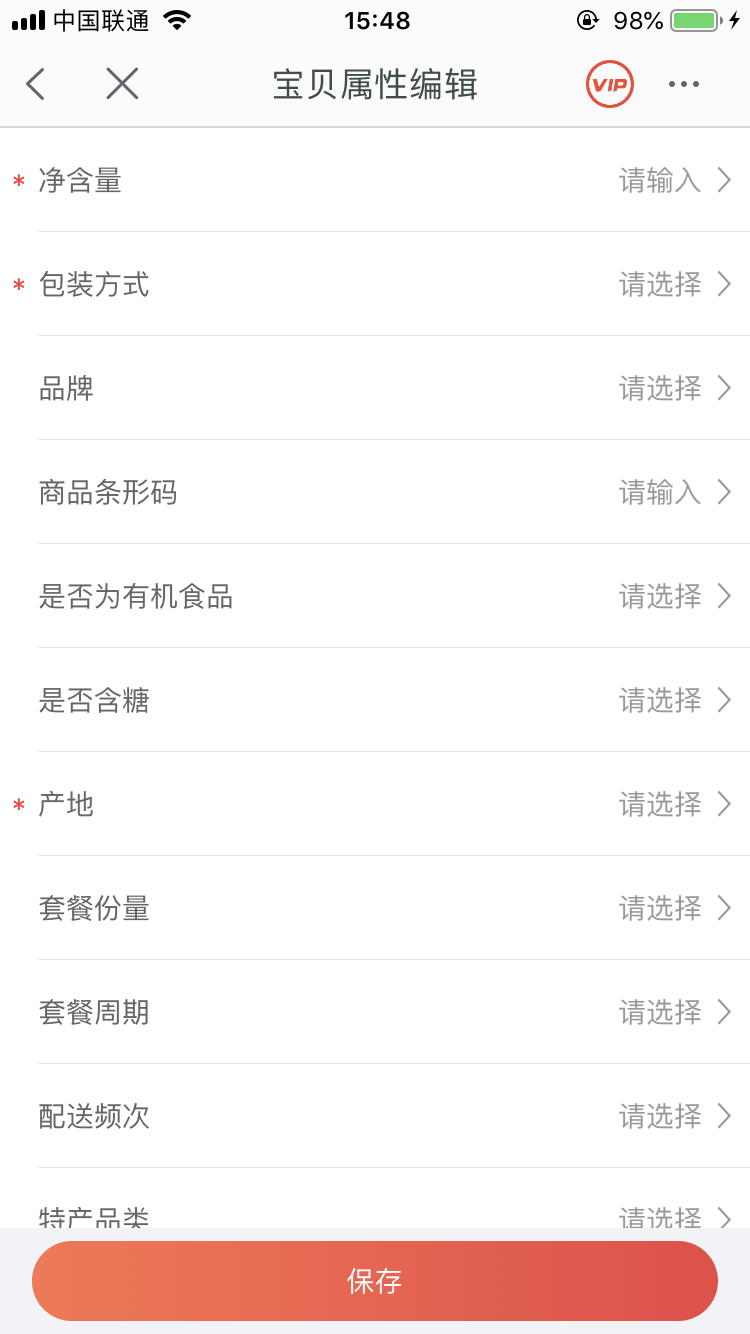 中国联通 15:48 98%
宝贝属性编辑 VIP
* 净含量 请输入
* 包装方式 请选择
品牌 请选择
商品条形码 请输入
是否为有机食品 请选择
是否含糖 请选择
* 产地 请选择
套餐份量 请选择
套餐周期 请选择
配送频次 请选择
特产品类 请选择
保存